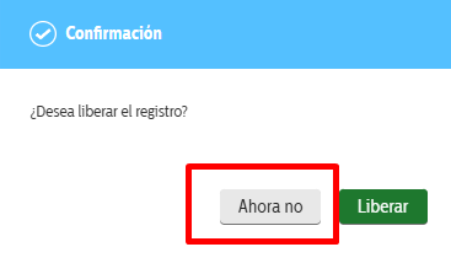 Confirmación
¿Desea liberar el registro?
Ahora no Liberar